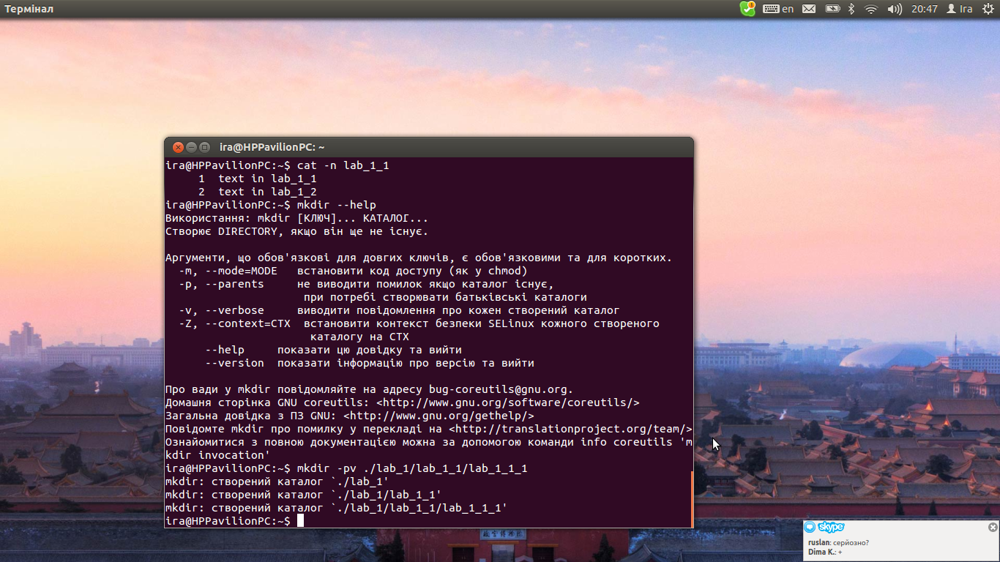 Термінал
en
20:47
Ira
ira@HPPavilionPC: ~
ira@HPPavilionPC:~$ cat -n lab_1_1
1 text in lab_1_1
2 text in lab_1_2
ira@HPPavilionPC:~$ mkdir --help
Використання: mkdir [КЛЮЧ]... КАТАЛОГ...
Створює DIRECTORY, якщо він ще не існує.
Аргументи, що обов'язкові для довгих ключів, є обов'язковими та для коротких.
-m, --mode=MODE встановити код доступу (як у chmod)
-p, --parents не виводити помилок якщо каталог існує,
при потребі створювати батьківські каталоги
-v, --verbose виводити повідомлення про кожен створений каталог
-Z, --context=CTX встановити контекст безпеки SELinux кожного створеного
каталогу на CTX
--help показати цю довідку та вийти
--version показати інформацію про версію та вийти
Про вади у mkdir повідомляйте на адресу bug-coreutils@gnu.org.
Домашня сторінка GNU coreutils: <http://www.gnu.org/software/coreutils/>
Загальна довідка з ПЗ GNU: <http://www.gnu.org/gethelp/>
Повідомте mkdir про помилку у перекладі на <http://translationproject.org/team/>
Ознайомитися з повною документацією можна за допомогою команди info coreutils 'm
kdir invocation'
ira@HPPavilionPC:~$ mkdir -pv ./lab_1/lab_1_1/lab_1_1_1
mkdir: створений каталог `./lab_1'
mkdir: створений каталог `./lab_1/lab_1_1'
mkdir: створений каталог `./lab_1/lab_1_1/lab_1_1_1'
ira@HPPavilionPC:~$
skype
ruslan: серйозно?
Dima K.: +